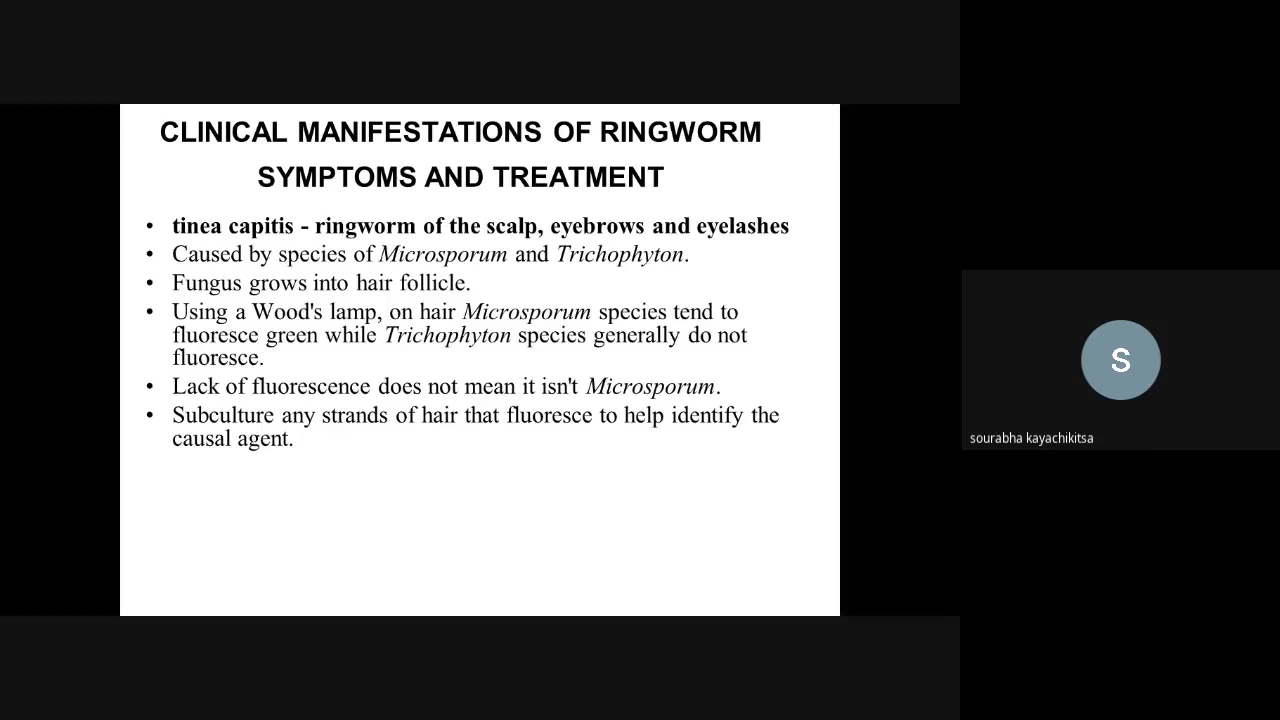 CLINICAL MANIFESTATIONS OF RINGWORM
SYMPTOMS AND TREATMENT
• tinea capitis - ringworm of the scalp, eyebrows and eyelashes
• Caused by species of Microsporum and Trichophyton.
• Fungus grows into hair follicle.
• Using a Wood's lamp, on hair Microsporum species tend to
fluoresce green while Trichophyton species generally do not
fluoresce.
• Lack of fluorescence does not mean it isn't Microsporum.
• Subculture any strands of hair that fluoresce to help identify the
causal agent.
S
sourabha kayachikitsa